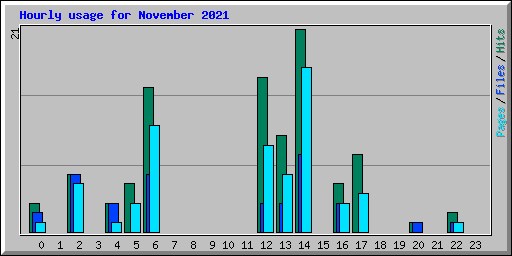 Hourly usage for November 2021
21
Pages / Files / Hits
0 1 2 3 4 5 6 7 8 9 10 11 12 13 14 15 16 17 18 19 20 21 22 23